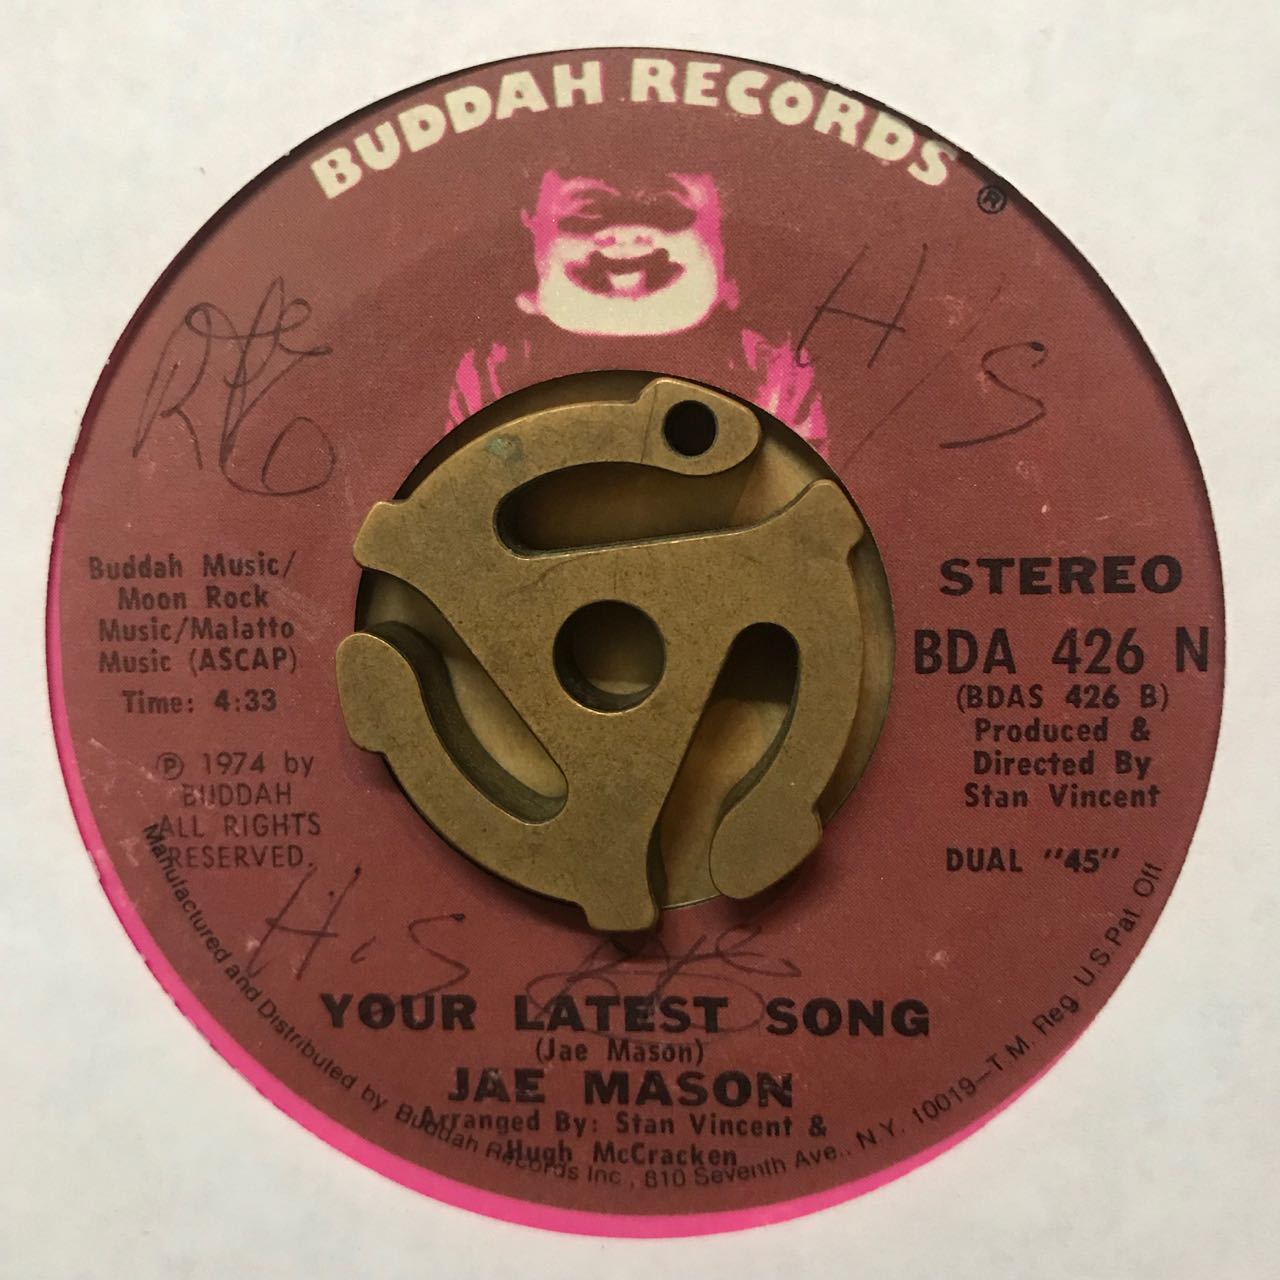 BUDDAH RECORDS
®
H/S
Buddah Music/
Moon Rock
Music/Malatto
Music (ASCAP)
Time: 4:33
℗ 1974 by
BUDDAH
ALL RIGHTS
RESERVED.
STEREO
BDA 426 N
(BDAS 426 B)
Produced &
Directed By
Stan Vincent
DUAL "45"
H.S
YOUR LATEST SONG
(Jae Mason)
JAE MASON
Arranged By: Stan Vincent &
Hugh McCracken
Manufactured and Distributed by Buddah Records Inc., 810 Seventh Ave., N.Y. 10019—T.M. Reg U.S. Pat Off